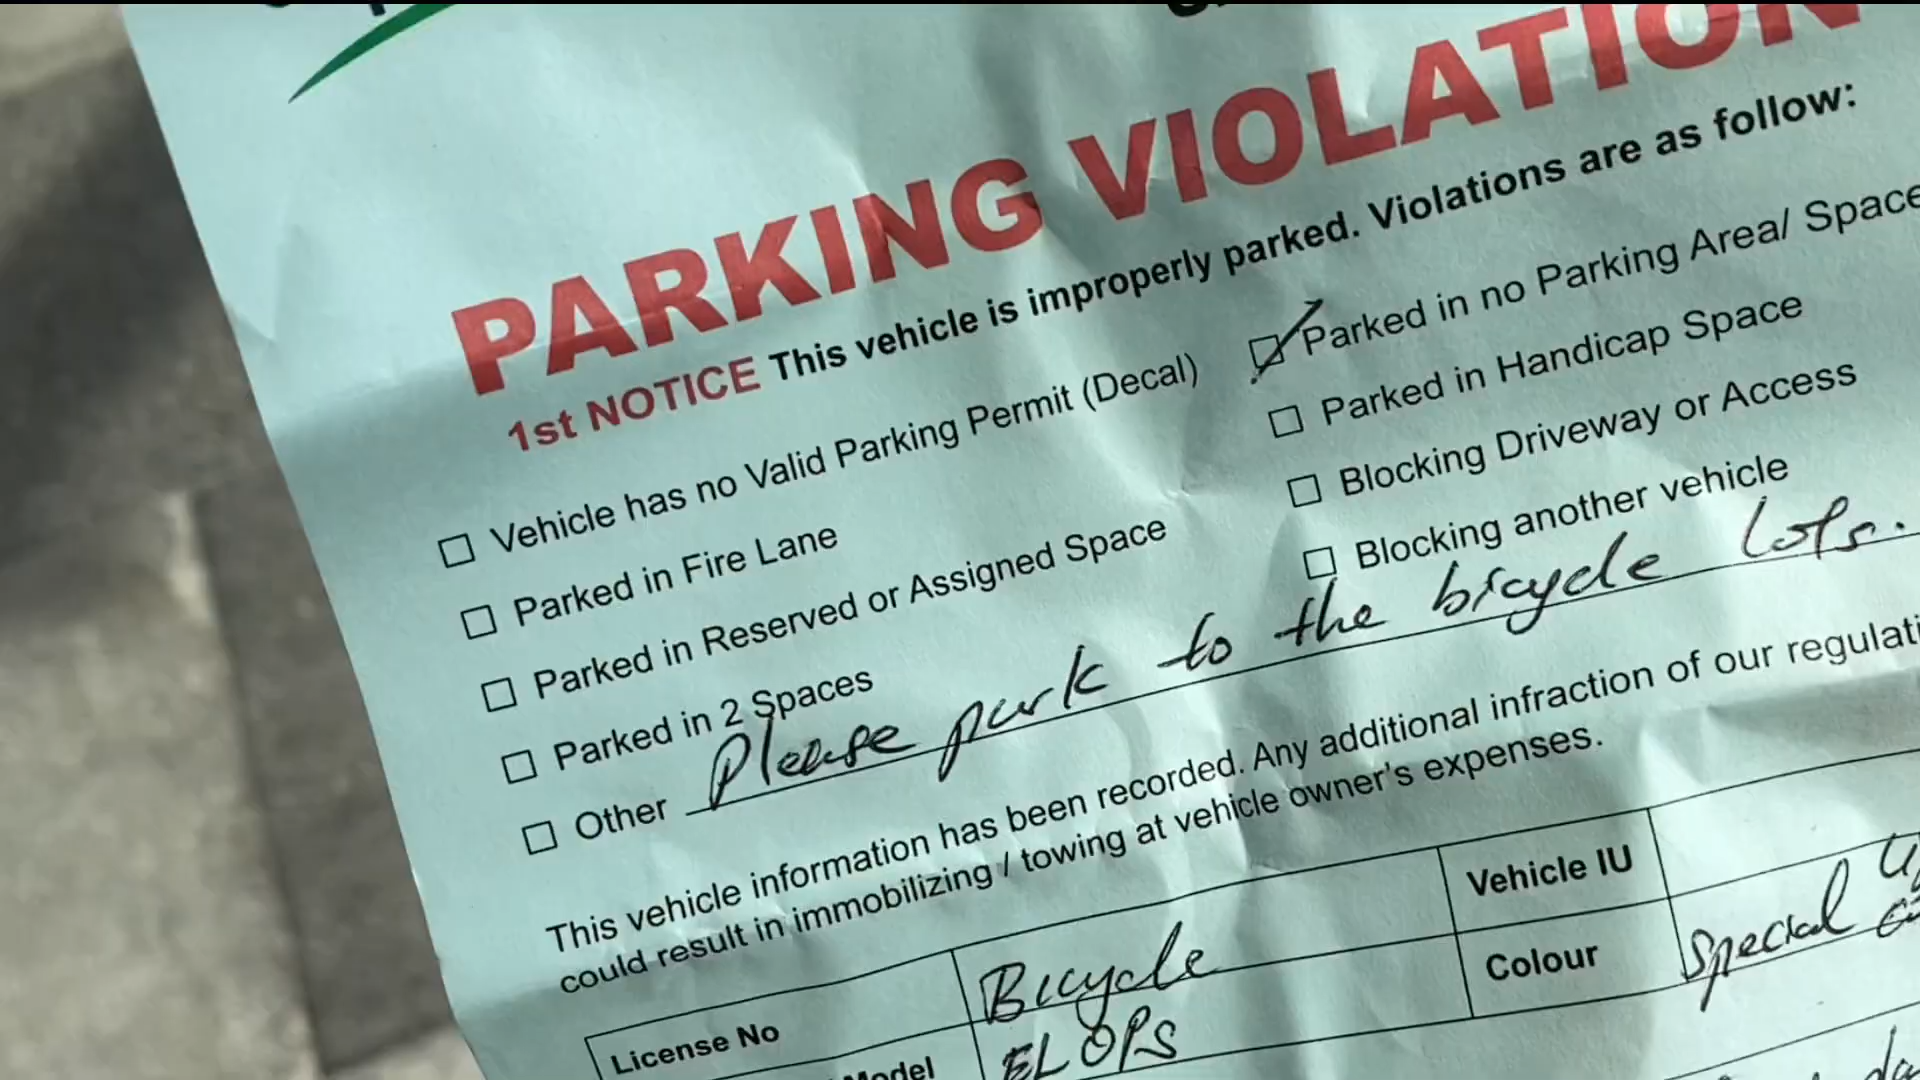 PARKING VIOLATION
1st NOTICE This vehicle is improperly parked. Violations are as follow:
Vehicle has no Valid Parking Permit (Decal)
Parked in Fire Lane
Parked in Reserved or Assigned Space
Parked in 2 Spaces
Parked in no Parking Area/ Space
Parked in Handicap Space
Blocking Driveway or Access
Blocking another vehicle
Other Please park to the bicycle lots.
This vehicle information has been recorded. Any additional infraction of our regulati
could result in immobilizing / towing at vehicle owner's expenses.
License No Bicycle Vehicle IU
Model ELOPS Colour Special